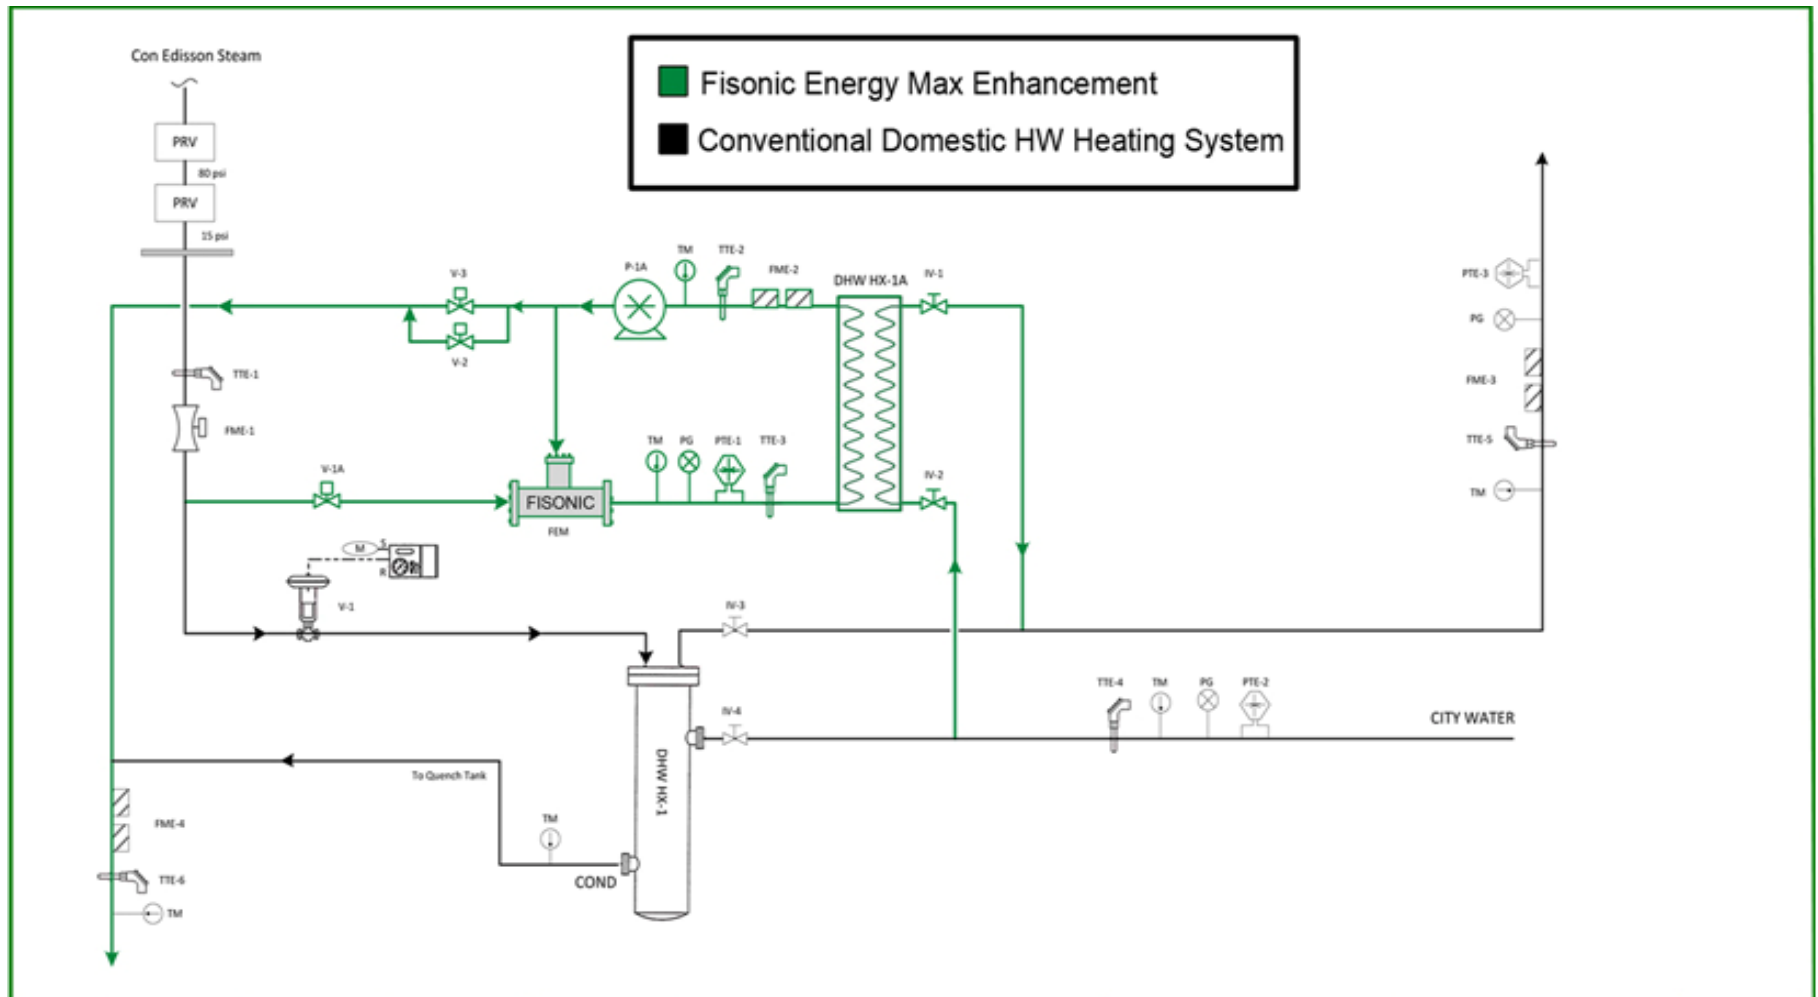 Con Edisson Steam
Fisonic Energy Max Enhancement
Conventional Domestic HW Heating System
PRV
80 psi
PRV
15 psi
TM
TTE-2
P-1A
FME-2
DHW HX-1A
IV-1
V-3
V-2
PTE-3
PG
FME-3
TTE-5
TM
TTE-1
FME-1
V-1A
TM
PG
PTE-1
TTE-3
IV-2
FISONIC
FEM
M
S
R
V-1
IV-3
IV-4
TTE-4
TM
PG
PTE-2
CITY WATER
DHW HX-1
To Quench Tank
TM
COND
FME-4
TTE-6
TM